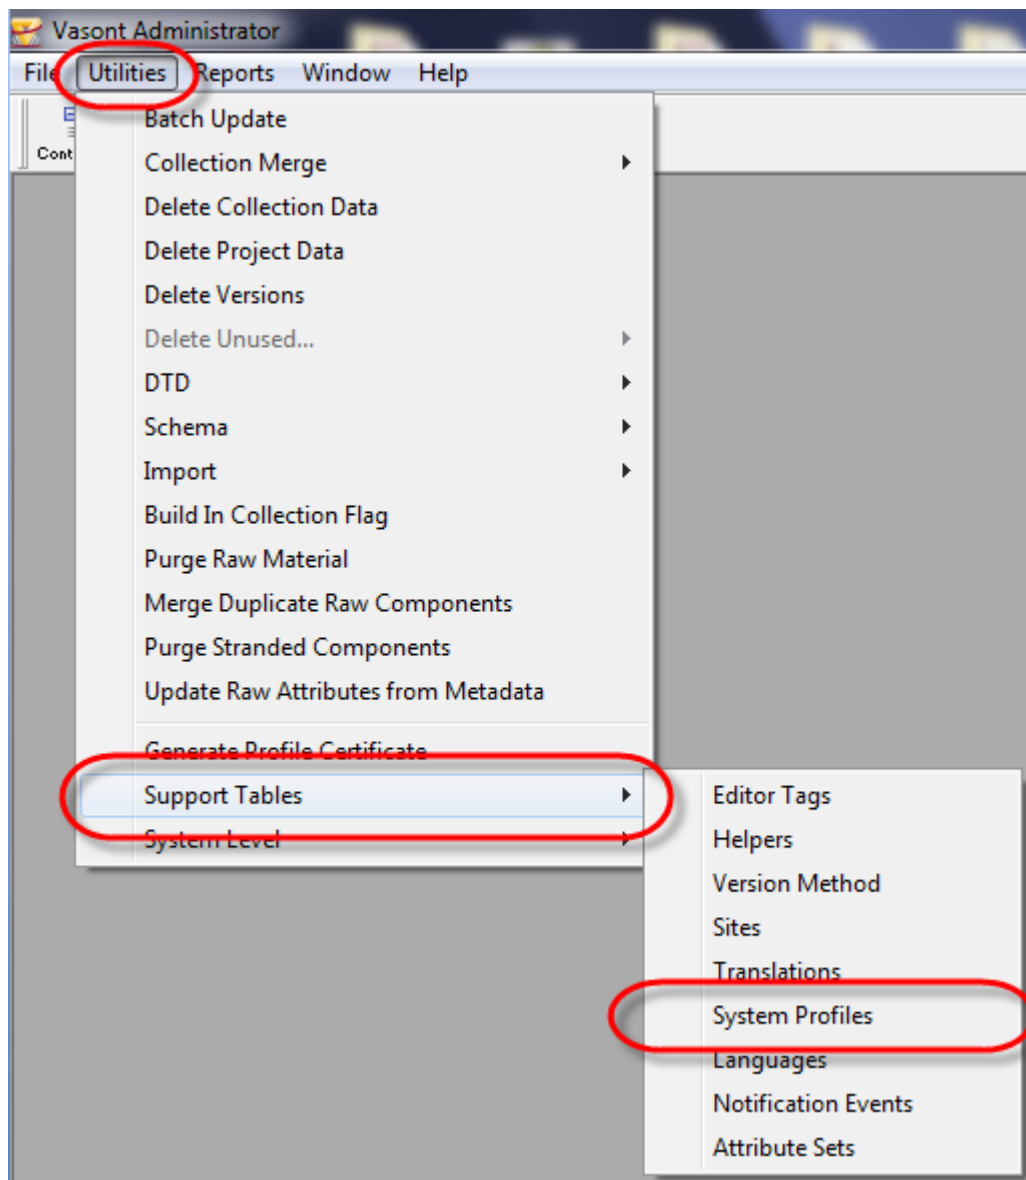 Vasont Administrator
File Utilities Reports Window Help
Cont
Batch Update
Collection Merge
Delete Collection Data
Delete Project Data
Delete Versions
Delete Unused...
DTD
Schema
Import
Build In Collection Flag
Purge Raw Material
Merge Duplicate Raw Components
Purge Stranded Components
Update Raw Attributes from Metadata
Generate Profile Certificate
Support Tables
System Level
Editor Tags
Helpers
Version Method
Sites
Translations
System Profiles
Languages
Notification Events
Attribute Sets